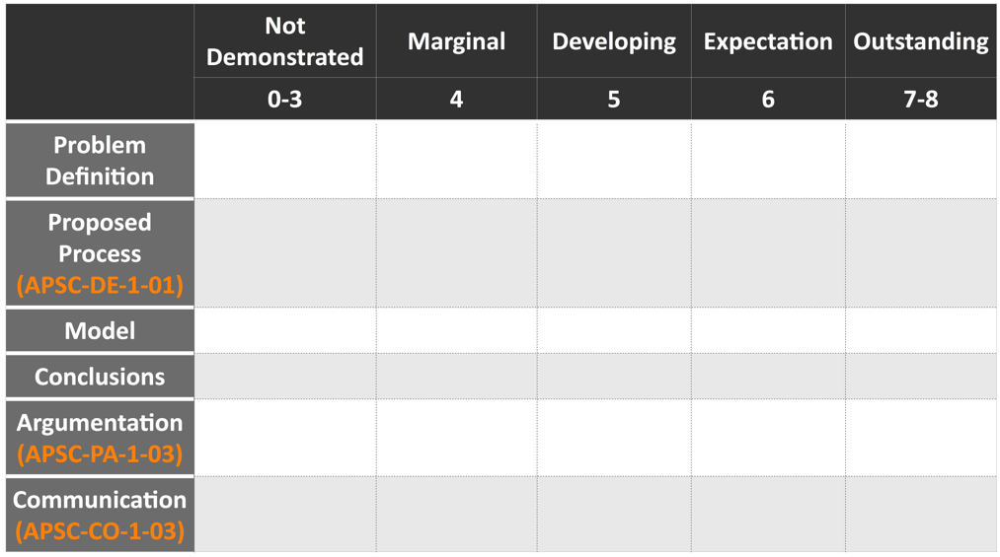 Not
Demonstrated
Marginal
Developing
Expectation
Outstanding
0-3
4
5
6
7-8
Problem
Definition
Proposed
Process
(APSC-DE-1-01)
Model
Conclusions
Argumentation
(APSC-PA-1-03)
Communication
(APSC-CO-1-03)